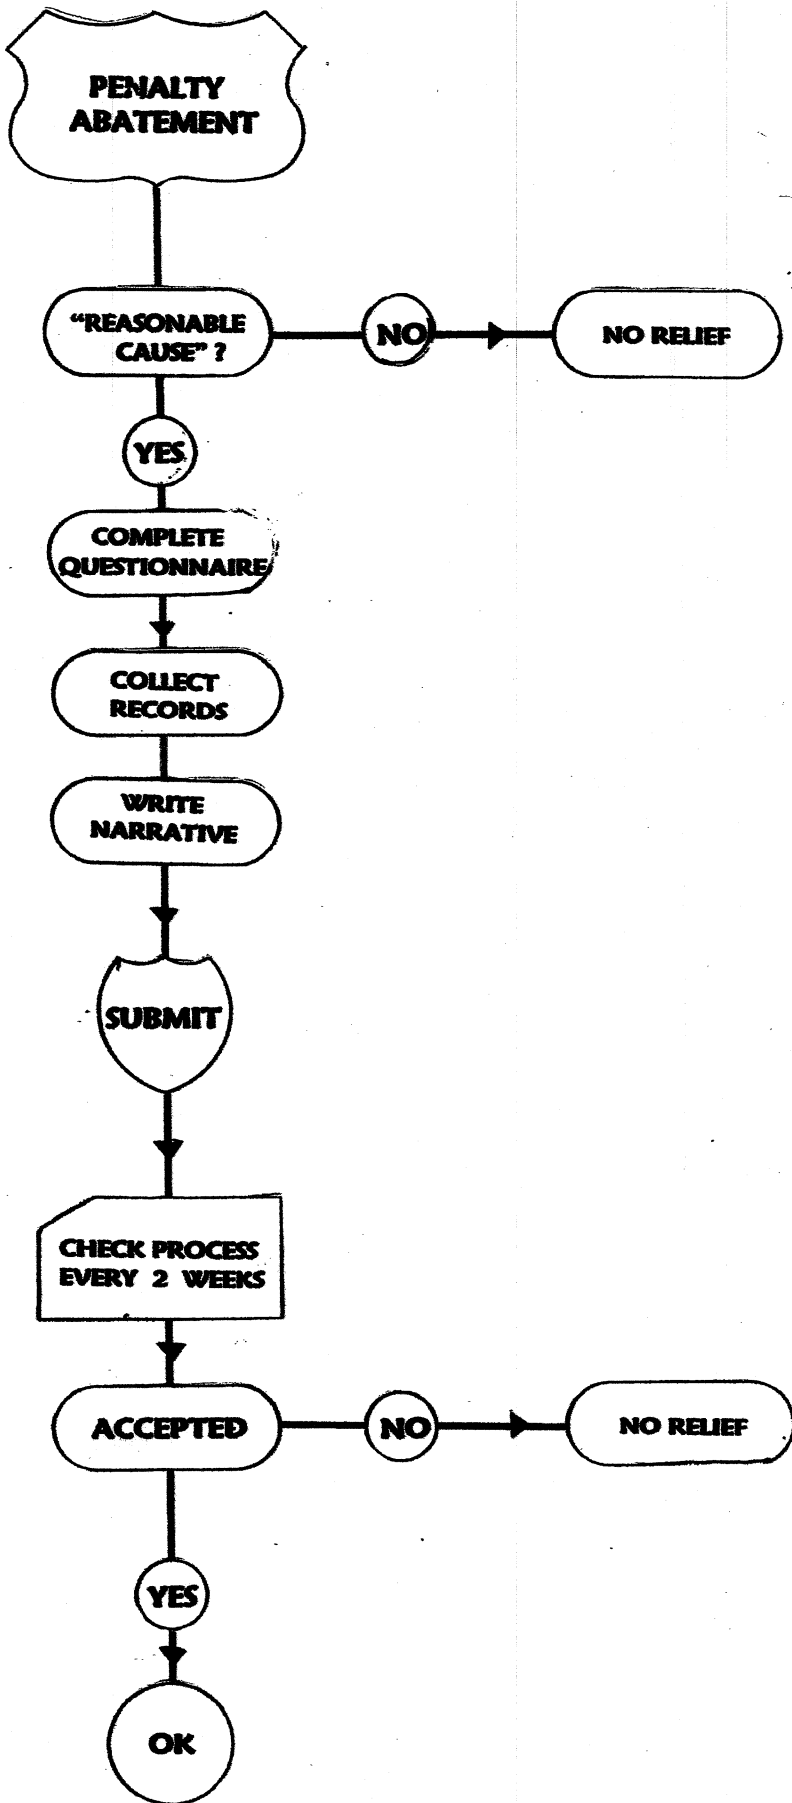 PENALTY
ABATEMENT
“REASONABLE
CAUSE” ?
NO
NO RELIEF
YES
COMPLETE
QUESTIONNAIRE
COLLECT
RECORDS
WRITE
NARRATIVE
SUBMIT
CHECK PROCESS
EVERY 2 WEEKS
ACCEPTED
NO
NO RELIEF
YES
OK